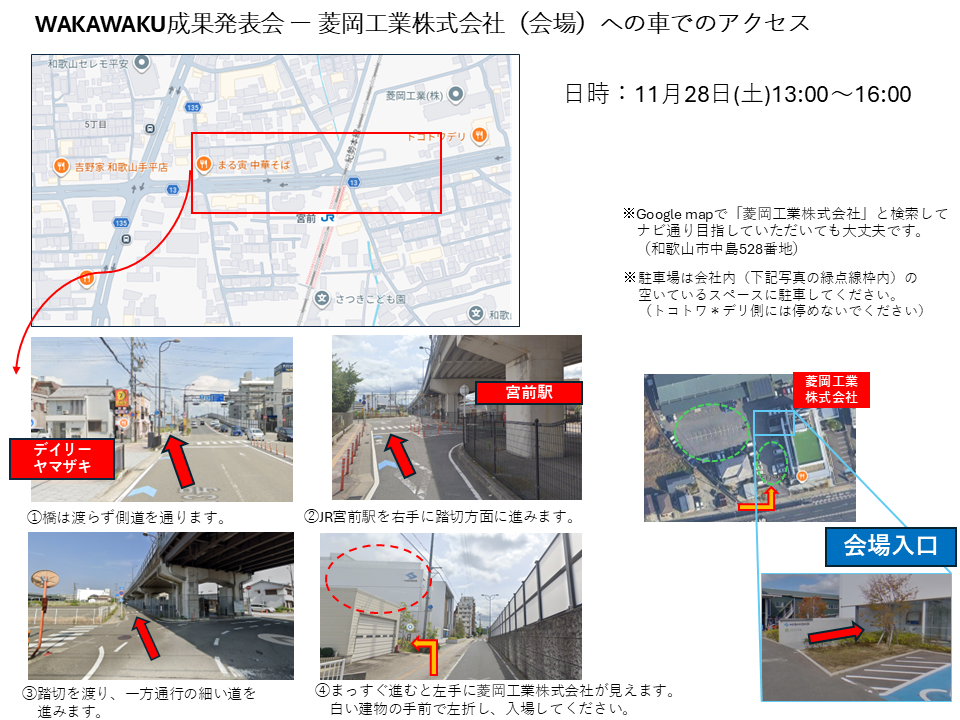 WAKAWAKU成果発表会 － 菱岡工業株式会社（会場）への車でのアクセス
日時：11月28日(土)13:00～16:00
和歌山セレモ平安
135
菱岡工業(株)
5丁目
紀勢本線
トコトワデリ
吉野家 和歌山手平店
まる寅 中華そば
13
13
135
宮前 JR
さつきこども園
和歌
※Google mapで「菱岡工業株式会社」と検索して
ナビ通り目指していただいても大丈夫です。
（和歌山市中島528番地）
※駐車場は会社内（下記写真の緑点線枠内）の
空いているスペースに駐車してください。
（トコトワ＊デリ側には停めないでください）
デイリー
ヤマザキ
①橋は渡らず側道を通ります。
宮前駅
②JR宮前駅を右手に踏切方面に進みます。
菱岡工業
株式会社
会場入口
③踏切を渡り、一方通行の細い道を
進みます。
④まっすぐ進むと左手に菱岡工業株式会社が見えます。
白い建物の手前で左折し、入場してください。